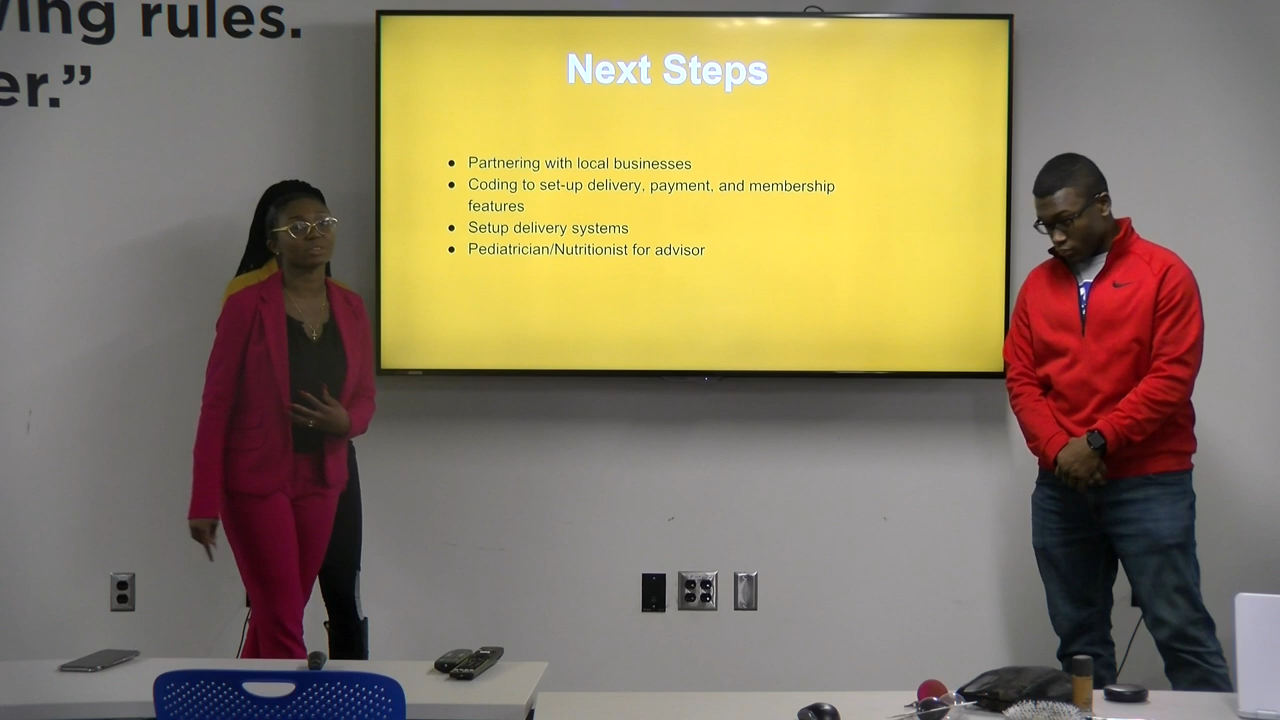 ing rules.
er.”
Next Steps
● Partnering with local businesses
● Coding to set-up delivery, payment, and membership
features
● Setup delivery systems
● Pediatrician/Nutritionist for advisor